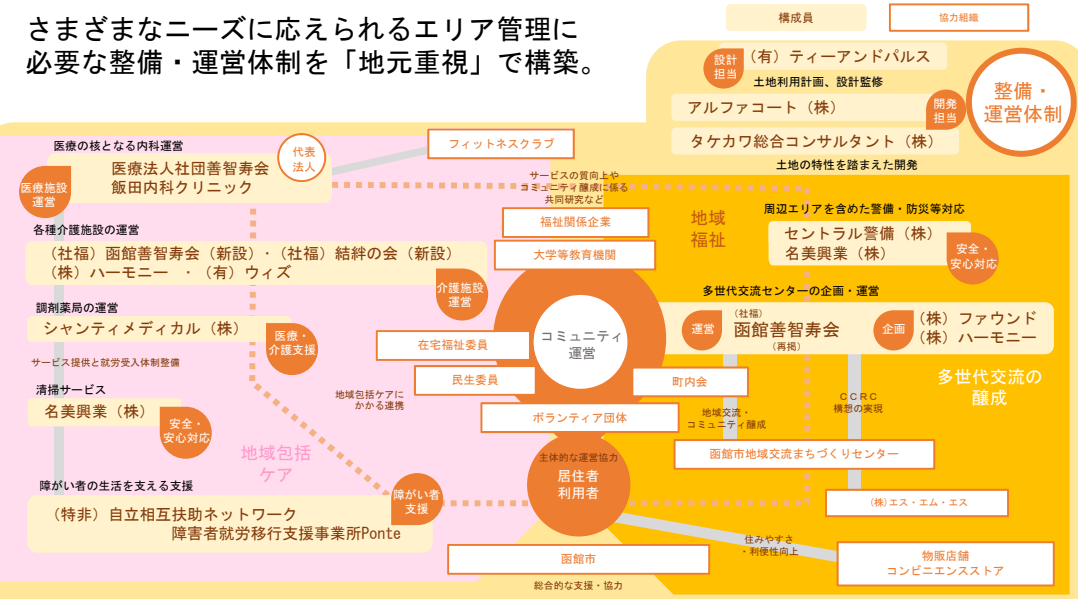 さまざまなニーズに応えられるエリア管理に
必要な整備・運営体制を「地元重視」で構築。
構成員
協力組織
整備・
運営体制
設計
担当
（有）ティーアンドパルス
土地利用計画、設計監修
アルファコート（株）
開発
担当
タケカワ総合コンサルタント（株）
土地の特性を踏まえた開発
医療の核となる内科運営
医療法人社団善智寿会
飯田内科クリニック
代表
法人
医療施設
運営
フィットネスクラブ
サービスの質向上や
コミュニティ醸成に係る
共同研究など
各種介護施設の運営
（社福）函館善智寿会（新設）・（社福）結絆の会（新設）
（株）ハーモニー ・（有）ウィズ
介護施設
運営
福祉関係企業
大学等教育機関
地域
福祉
周辺エリアを含めた警備・防災等対応
セントラル警備（株）
名美興業（株）
安全・
安心対応
調剤薬局の運営
シャンティメディカル（株）
医療・
介護支援
サービス提供と就労受入体制整備
コミュニティ
運営
多世代交流センターの企画・運営
運営
（社福）
函館善智寿会
（再掲）
企画
（株）ファウンド
（株）ハーモニー
在宅福祉委員
民生委員
町内会
ボランティア団体
地域包括ケアに
かかる連携
清掃サービス
名美興業（株）
安全・
安心対応
地域包括
ケア
多世代交流の
醸成
地域交流・
コミュニティ醸成
ＣＣＲＣ
構想の実現
函館市地域交流まちづくりセンター
主体的な運営協力
居住者
利用者
障がい者の生活を支える支援
（特非）自立相互扶助ネットワーク
障害者就労移行支援事業所Ponte
障がい者
支援
（株）エス・エム・エス
住みやすさ
・利便性向上
物販店舗
コンビニエンスストア
函館市
総合的な支援・協力